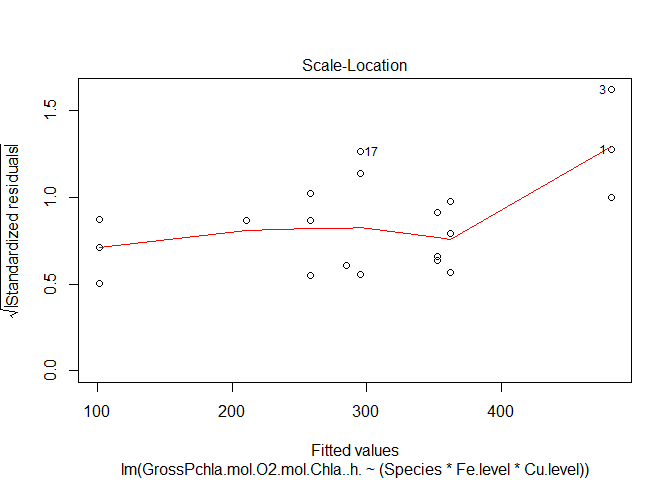 Scale-Location
√|Standardized residuals|
0.0 0.5 1.0 1.5
3
17
1
100 200 300 400
Fitted values
lm(GrossPchla.mol.O2.mol.Chla..h. ~ (Species * Fe.level * Cu.level))